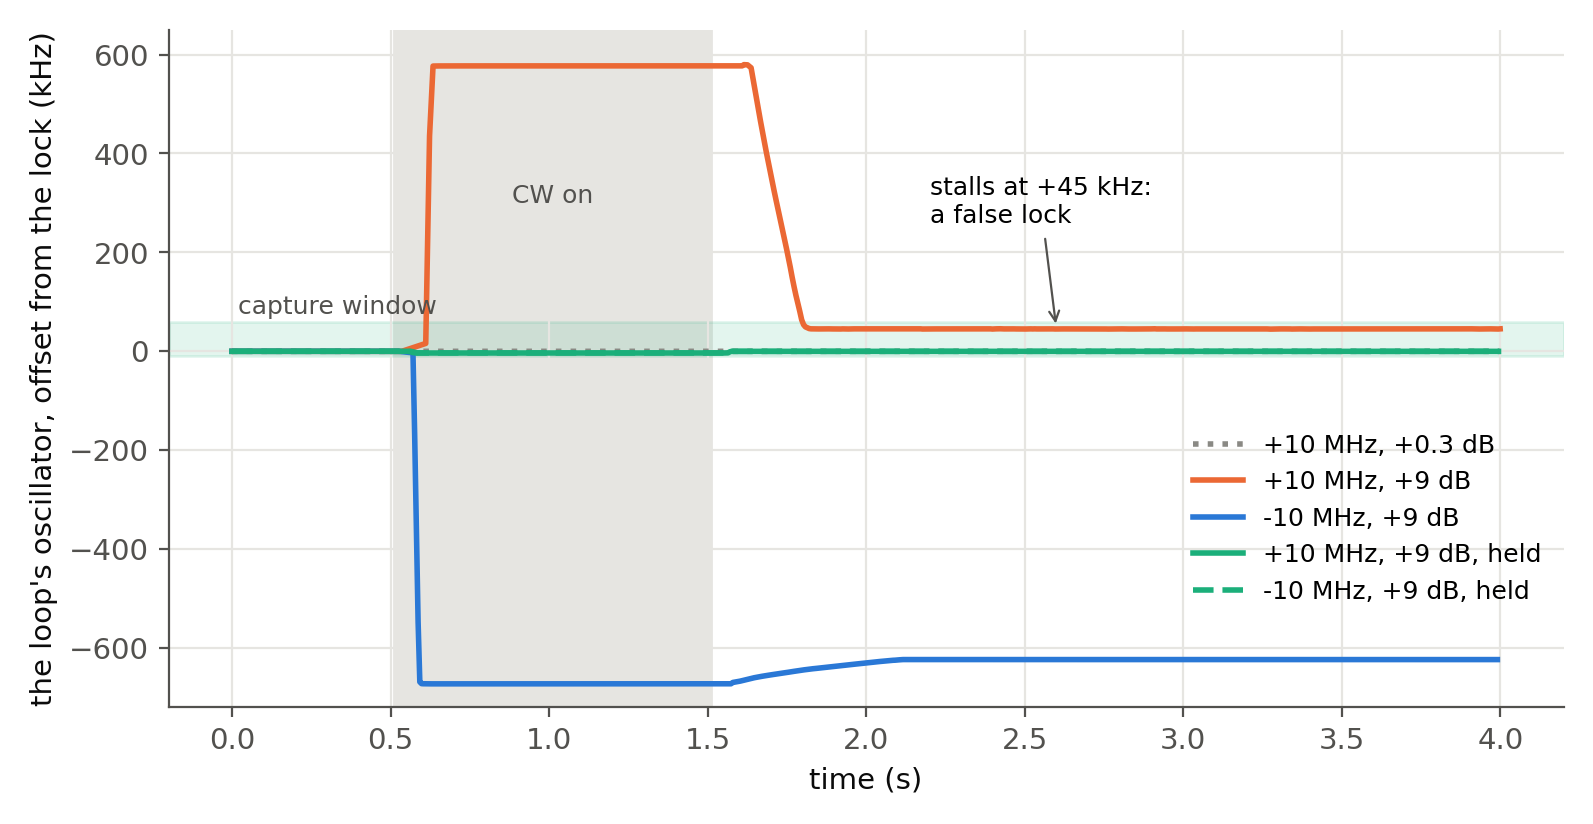 the loop's oscillator, offset from the lock (kHz)
600
400
200
0
−200
−400
−600
CW on
capture window
stalls at +45 kHz:
a false lock
+10 MHz, +0.3 dB
+10 MHz, +9 dB
-10 MHz, +9 dB
+10 MHz, +9 dB, held
-10 MHz, +9 dB, held
0.0 0.5 1.0 1.5 2.0 2.5 3.0 3.5 4.0
time (s)